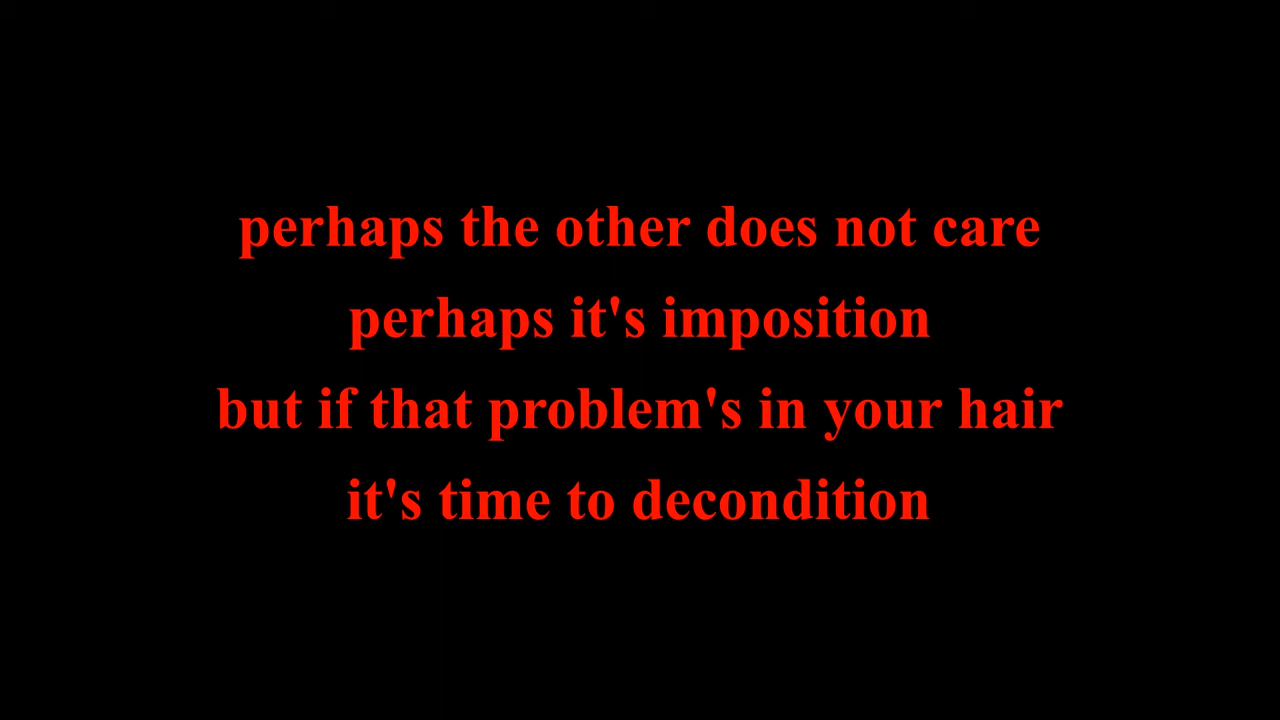 perhaps the other does not care
perhaps it's imposition
but if that problem's in your hair
it's time to decondition